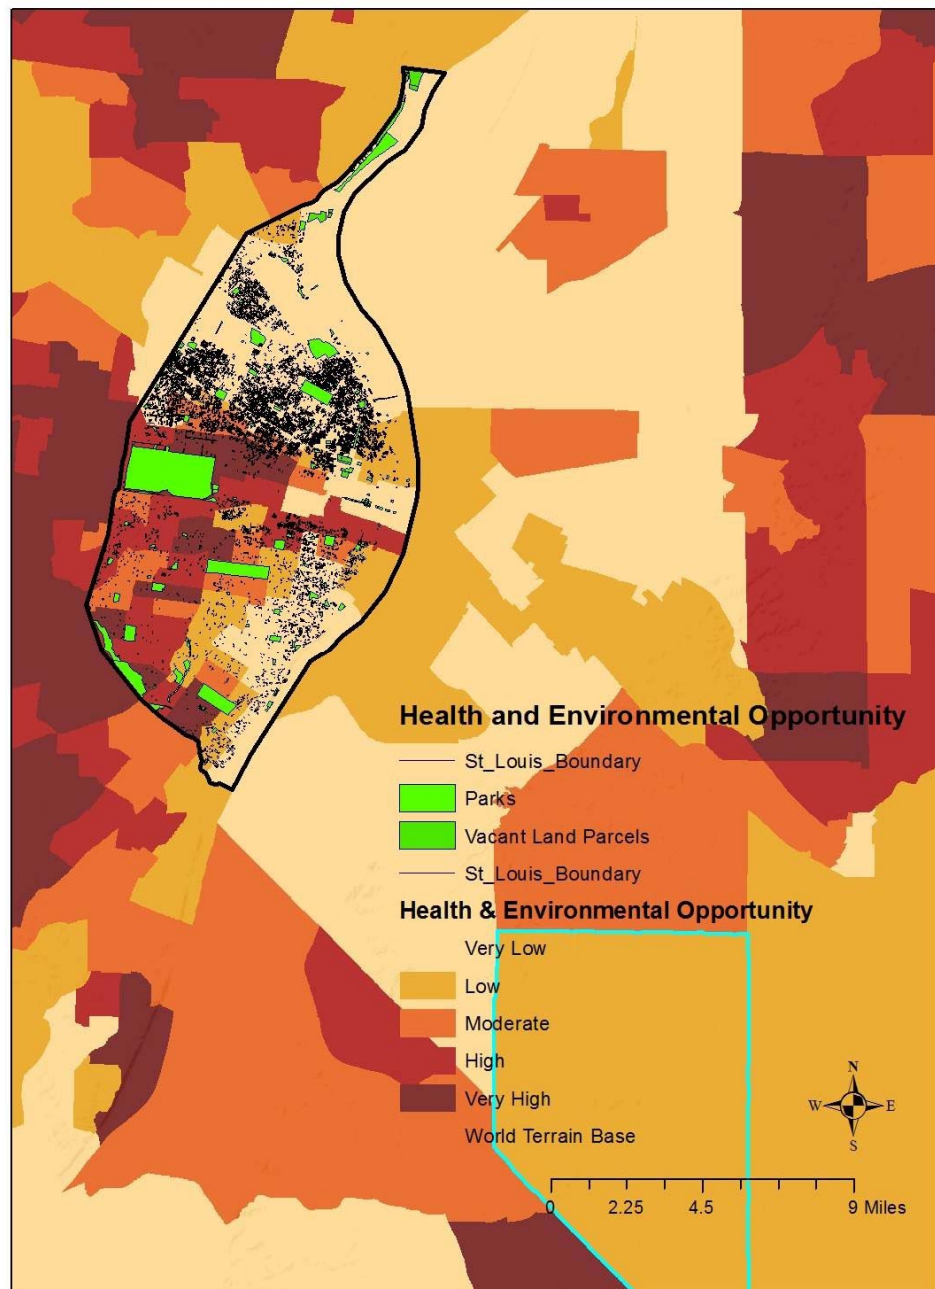 Health and Environmental Opportunity
St_Louis_Boundary
Parks
Vacant Land Parcels
St_Louis_Boundary
Health & Environmental Opportunity
Very Low
Low
Moderate
High
Very High
World Terrain Base
N
W E
S
0 2.25 4.5 9 Miles